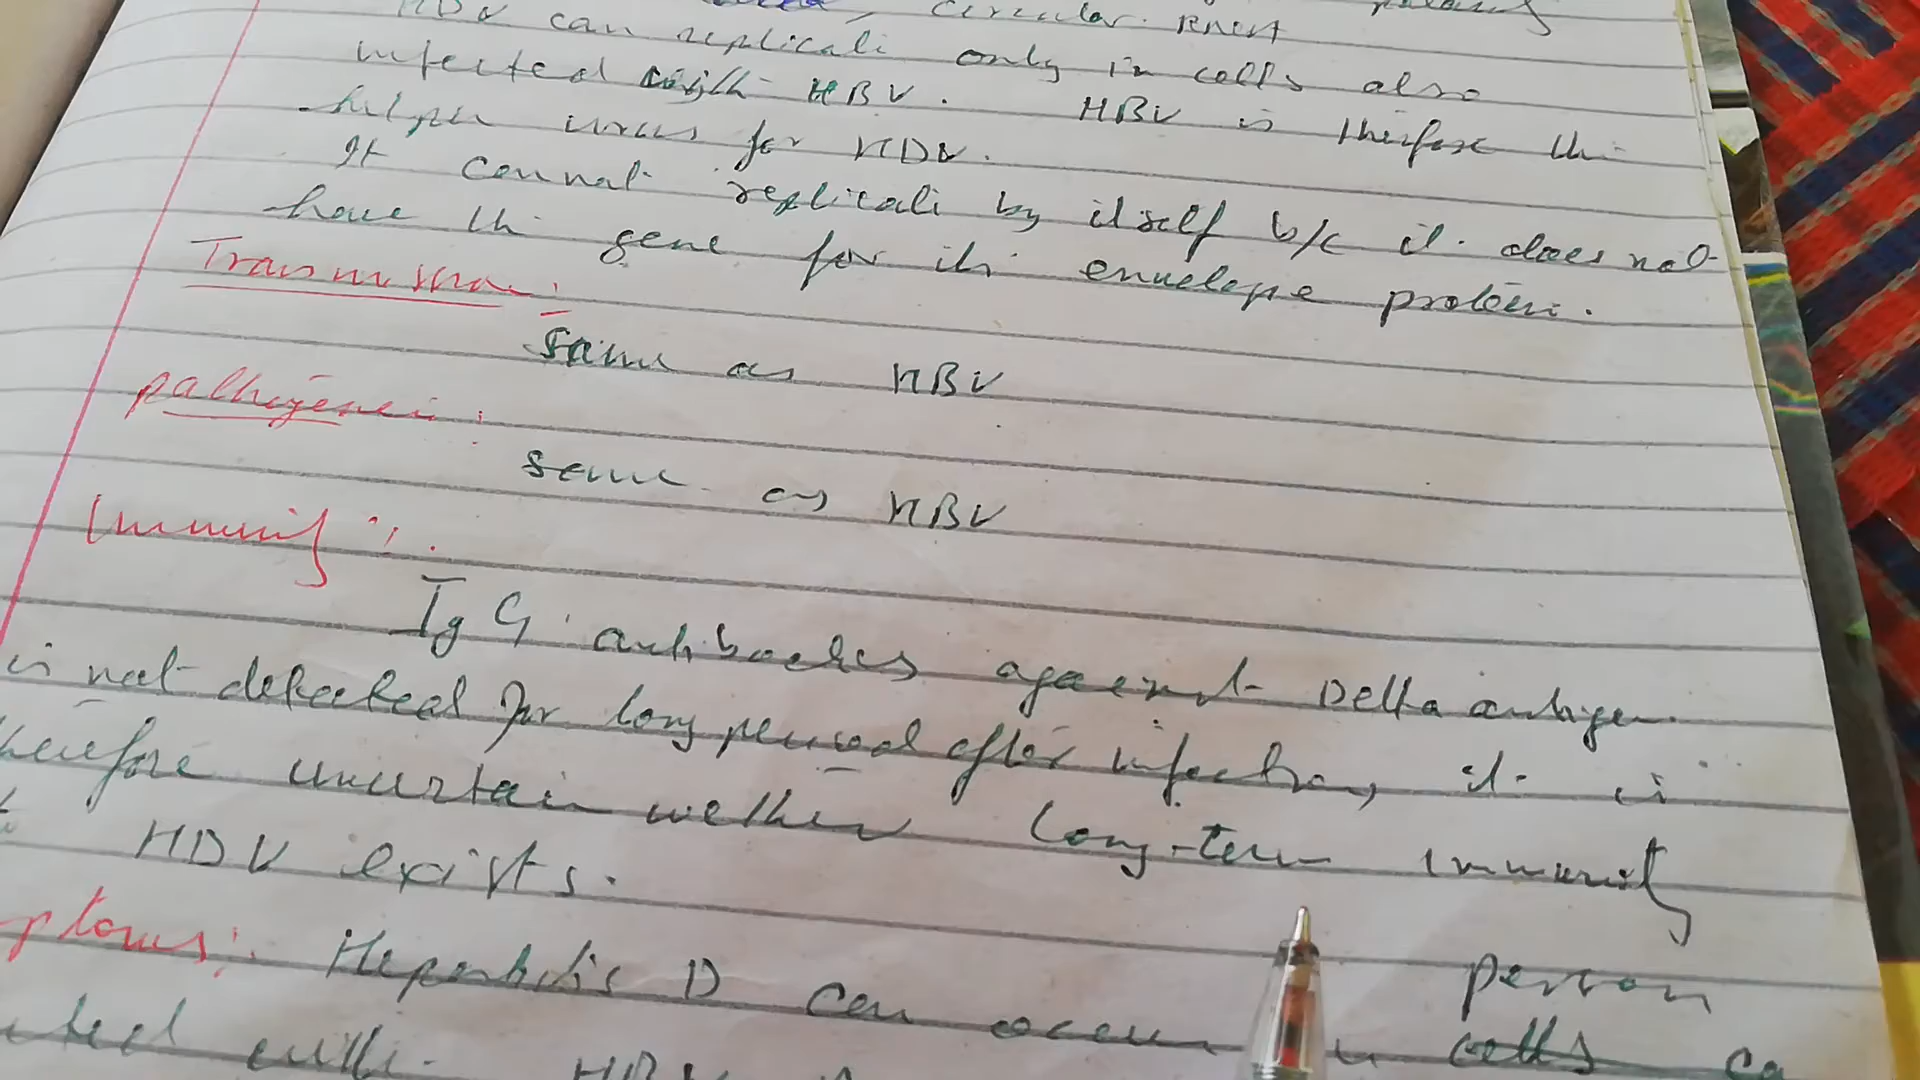 circular RNA
HDV can replicate only in cells also
infected with HBV. HBV is therefore the
helper virus for HDV.
It cannot replicate by itself b/c it does not
have the gene for its envelope protein.
Transmission:
Same as HBV
pathogenesis:
Same as HBV
Immunity:
IgG antibodies against Delta antigen
is not detected for long period after infection, it is
therefore uncertain wether long-term immunity
to HDV exists.
ptoms: Hepatitis D can occur in cells person
with HBV